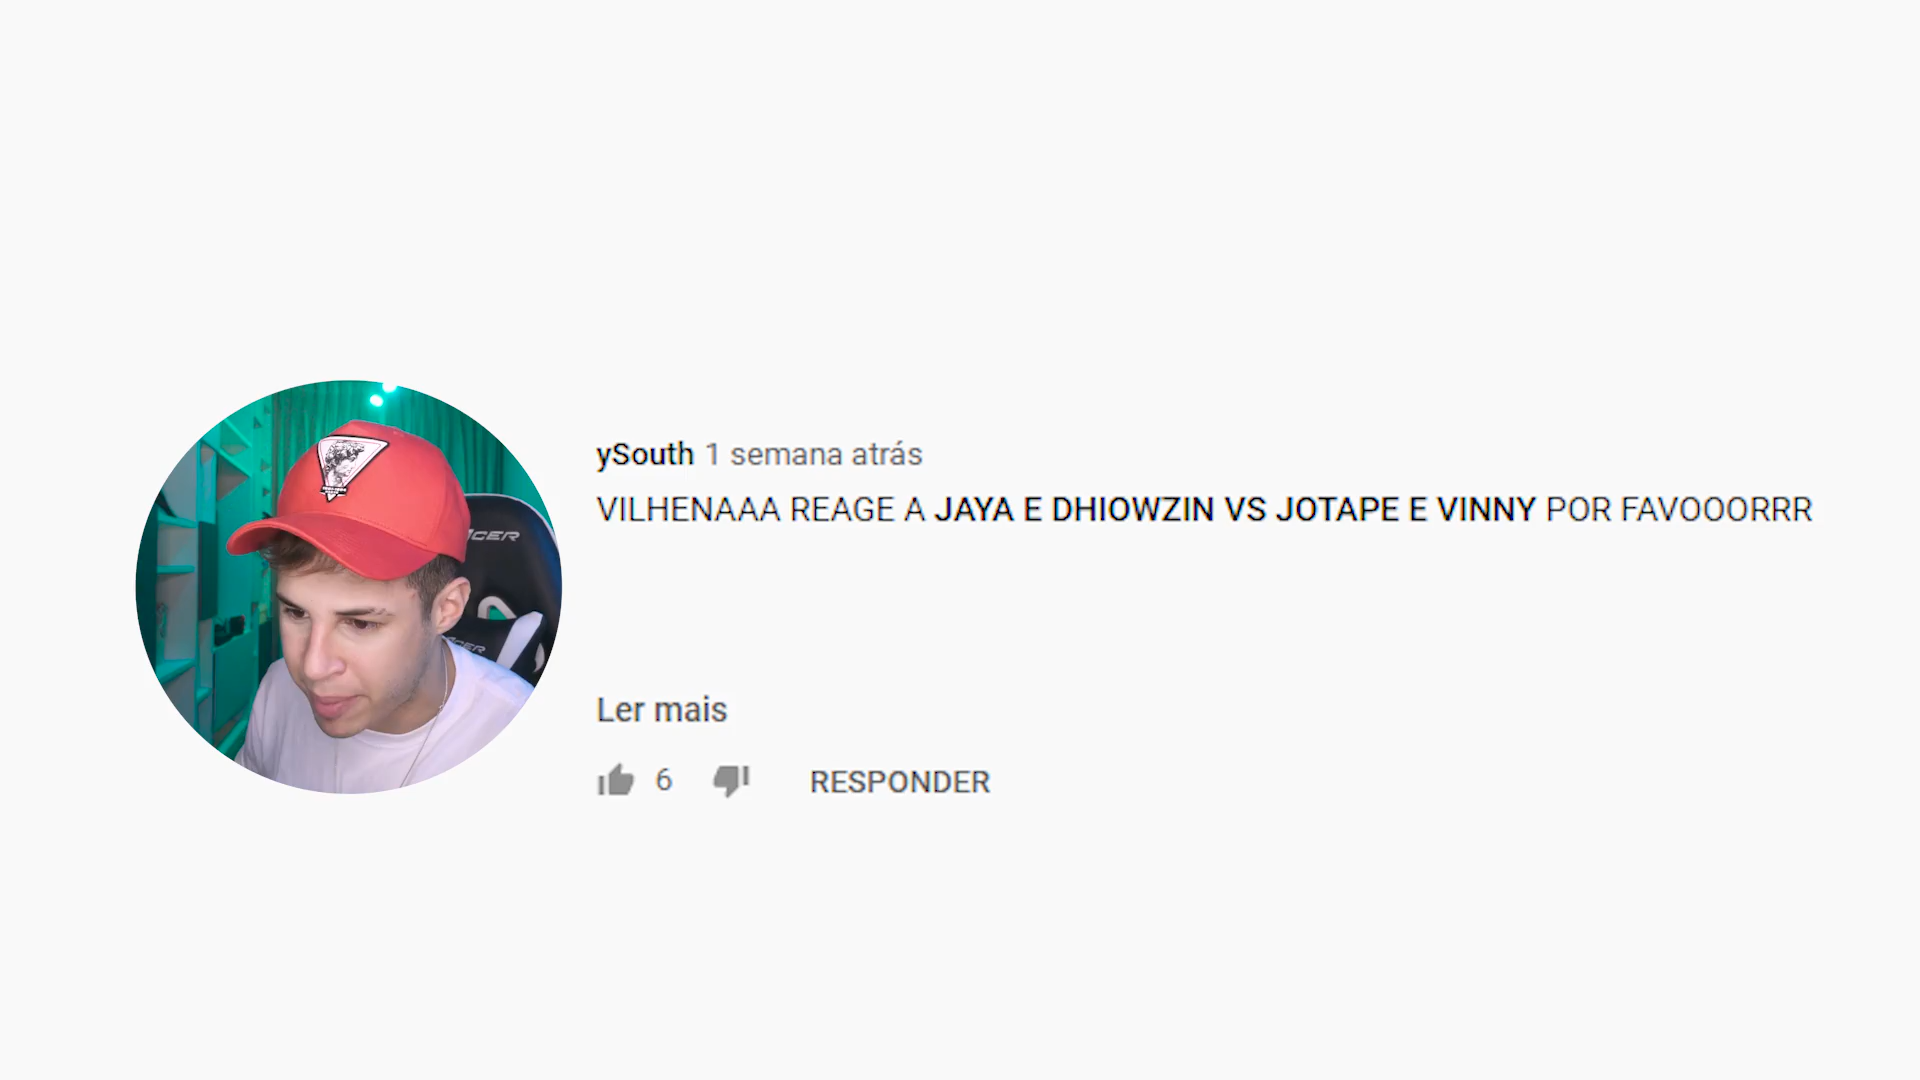 ySouth 1 semana atrás
VILHENAAA REAGE A JAYA E DHIOWZIN VS JOTAPE E VINNY POR FAVOOORRR
Ler mais
6 RESPONDER